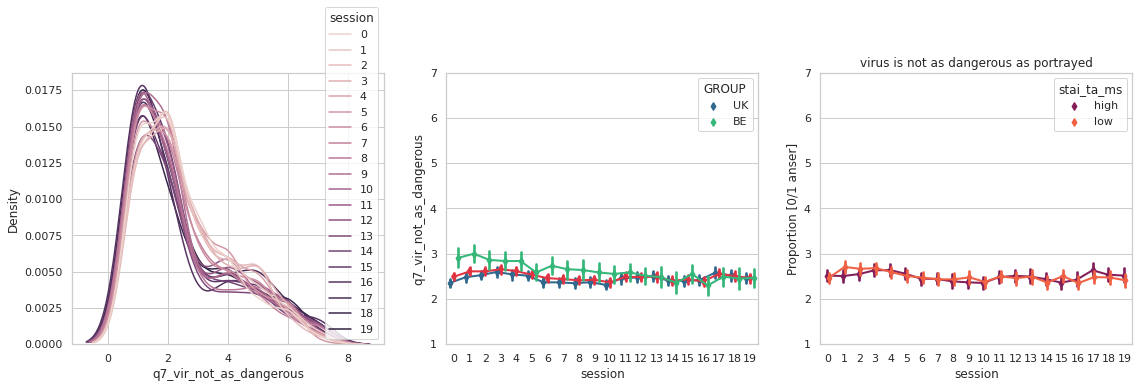 session
0
1
2
3
4
5
6
7
8
9
10
11
12
13
14
15
16
17
18
19
0.0175
0.0150
0.0125
0.0100
0.0075
0.0050
0.0025
0.0000
Density
0 2 4 6 8
q7_vir_not_as_dangerous
7
6
5
4
3
2
1
q7_vir_not_as_dangerous
GROUP
UK
BE
0 1 2 3 4 5 6 7 8 9 10 11 12 13 14 15 16 17 18 19
session
virus is not as dangerous as portrayed
7
6
5
4
3
2
1
Proportion [0/1 anser]
stai_ta_ms
high
low
0 1 2 3 4 5 6 7 8 9 10 11 12 13 14 15 16 17 18 19
session